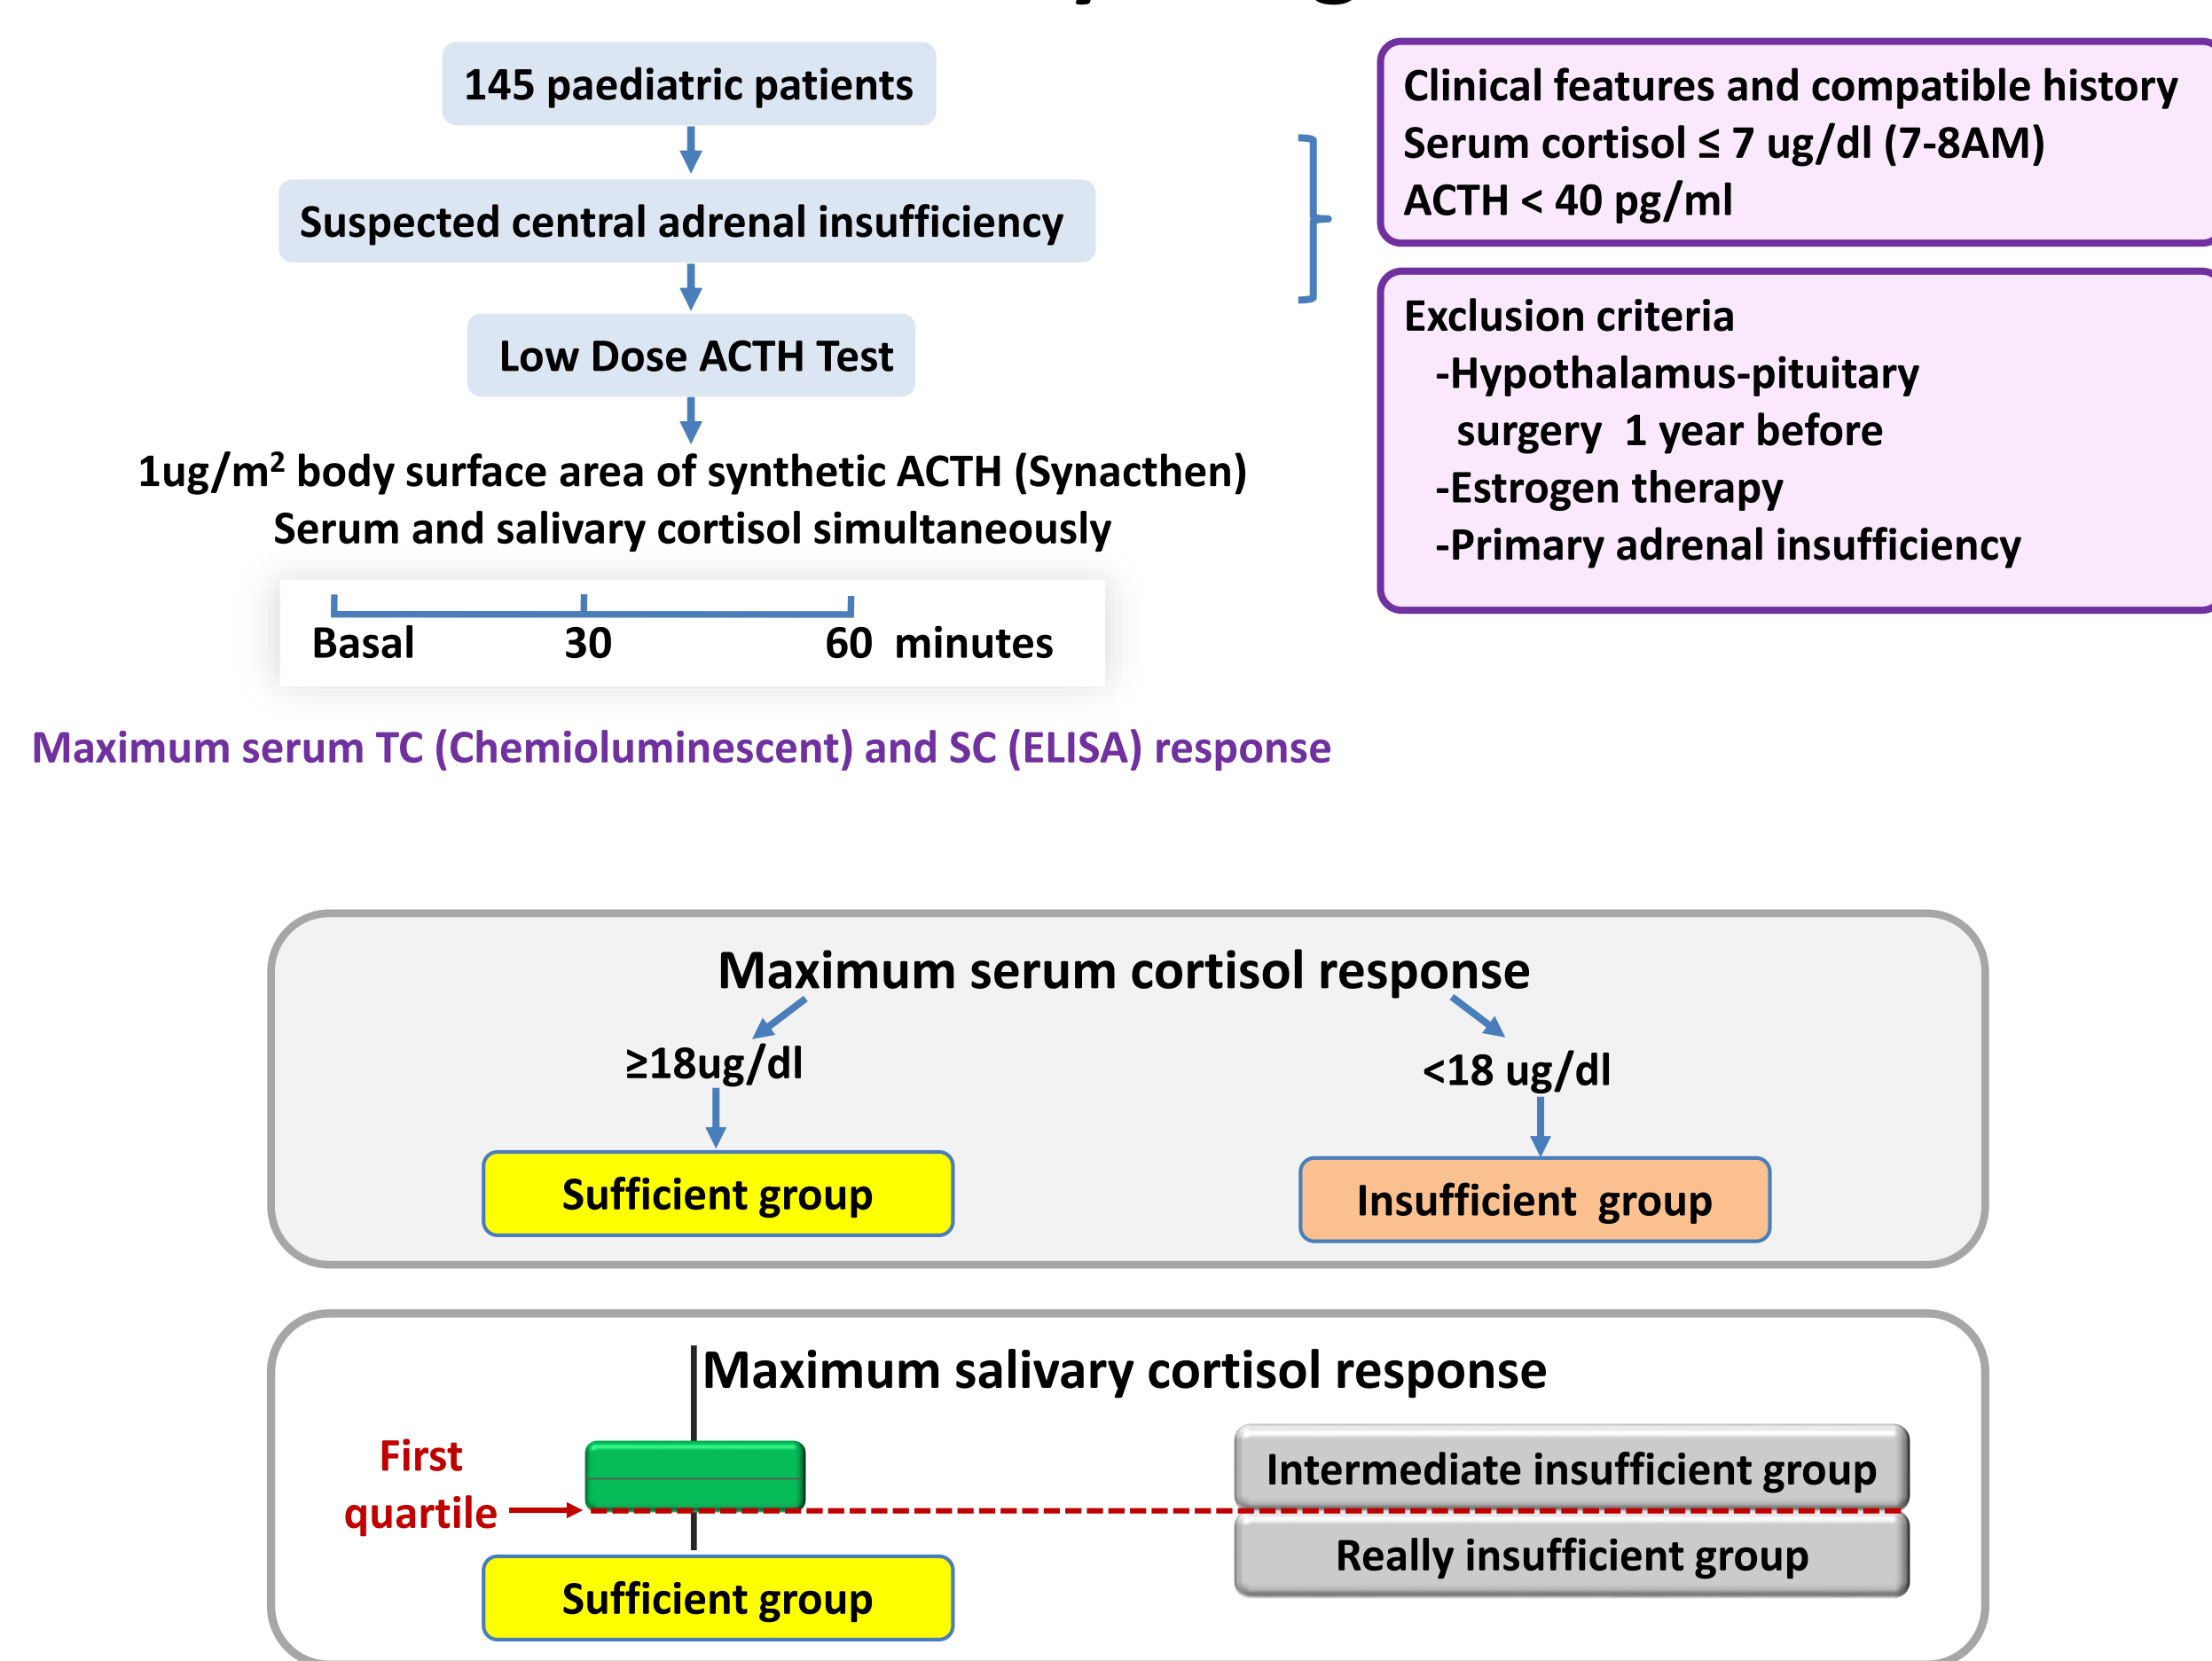 145 paediatric patients
Suspected central adrenal insufficiency
Low Dose ACTH Test
1ug/m² body surface area of synthetic ACTH (Synacthen)
Serum and salivary cortisol simultaneously
Basal 30 60 minutes
Maximum serum TC (Chemioluminescent) and SC (ELISA) response
Clinical features and compatible history
Serum cortisol ≤ 7 ug/dl (7-8AM)
ACTH < 40 pg/ml
Exclusion criteria
-Hypothalamus-pituitary
surgery 1 year before
-Estrogen therapy
-Primary adrenal insufficiency
Maximum serum cortisol response
≥18ug/dl
<18 ug/dl
Sufficient group
Insufficient group
Maximum salivary cortisol response
First
quartile
Intermediate insufficient group
Really insufficient group
Sufficient group